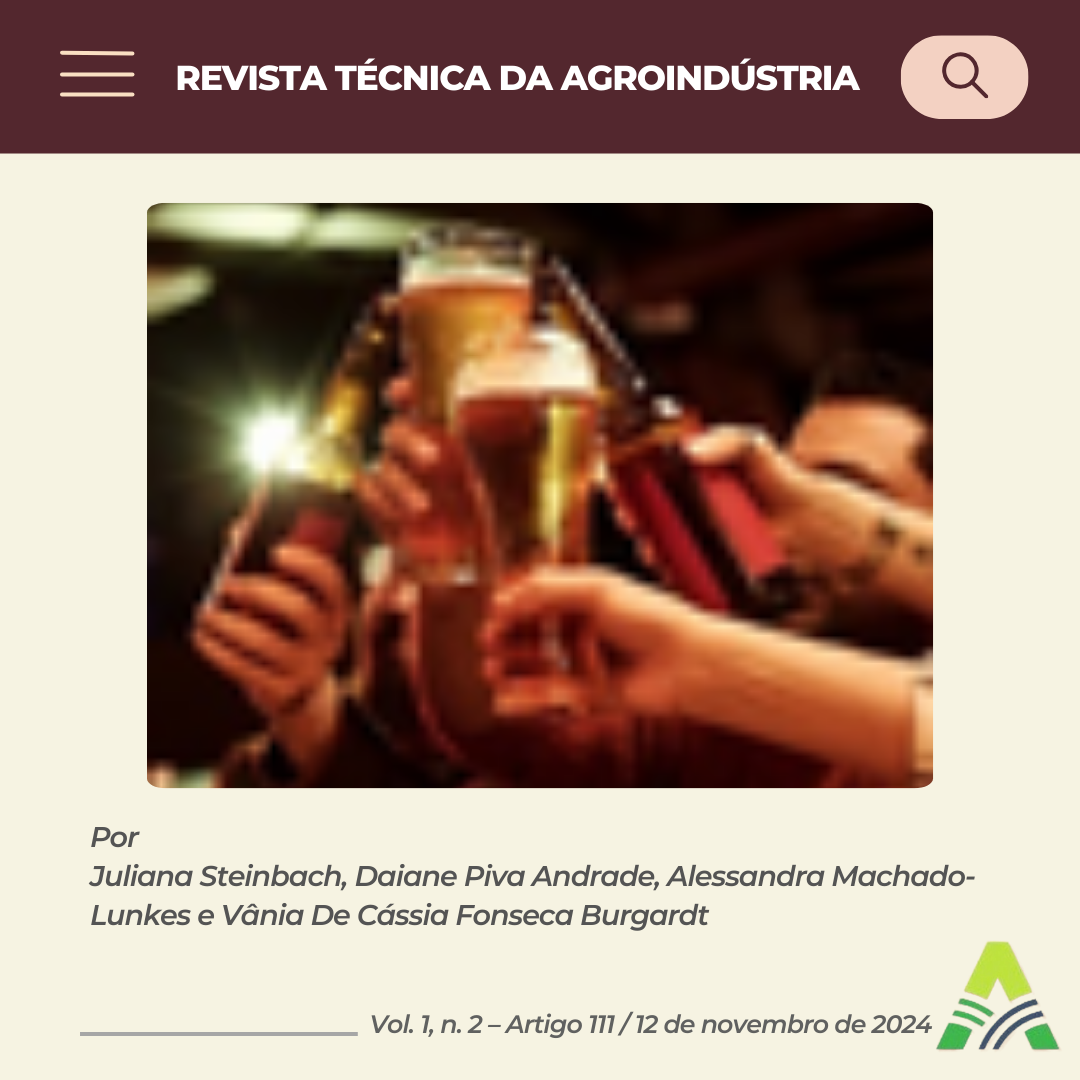 REVISTA TÉCNICA DA AGROINDÚSTRIA
Por
Juliana Steinbach, Daiane Piva Andrade, Alessandra Machado-
Lunkes e Vânia De Cássia Fonseca Burgardt
Vol. 1, n. 2 – Artigo 111 / 12 de novembro de 2024